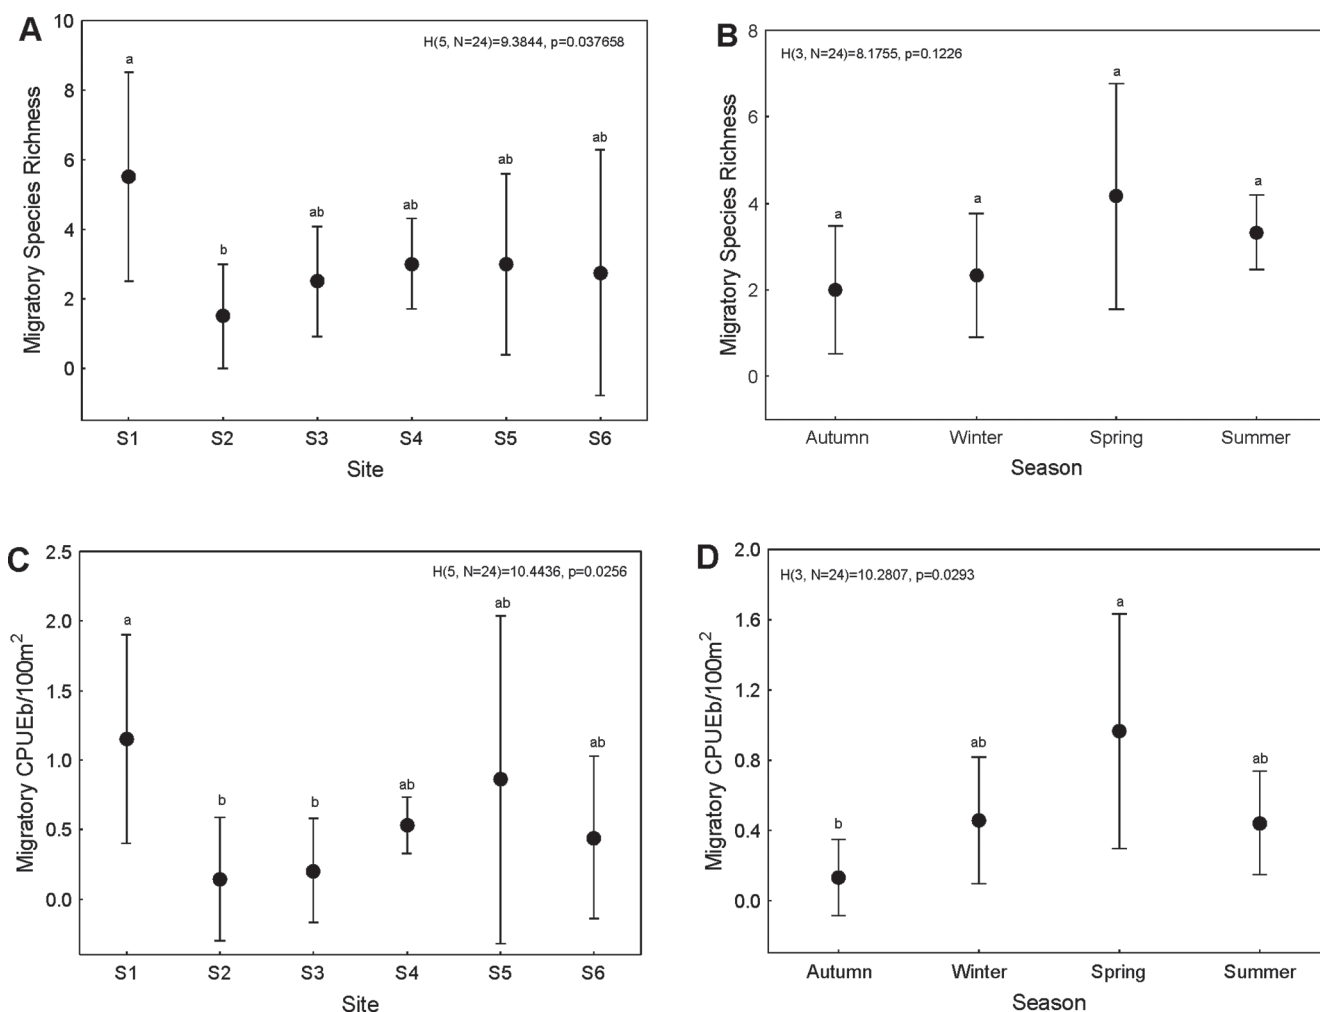 A
10
8
6
4
2
0
Migratory Species Richness
H(5, N=24)=9.3844, p=0.037658
a
b
ab
ab
ab
ab
S1 S2 S3 S4 S5 S6
Site
B
8
6
4
2
0
Migratory Species Richness
H(3, N=24)=8.1755, p=0.1226
a
a
a
a
Autumn Winter Spring Summer
Season
C
2.5
2.0
1.5
1.0
0.5
0.0
Migratory CPUEb/100m²
H(5, N=24)=10.4436, p=0.0256
a
b
b
ab
ab
ab
S1 S2 S3 S4 S5 S6
Site
D
2.0
1.6
1.2
0.8
0.4
0.0
Migratory CPUEb/100m²
H(3, N=24)=10.2807, p=0.0293
b
ab
a
ab
Autumn Winter Spring Summer
Season